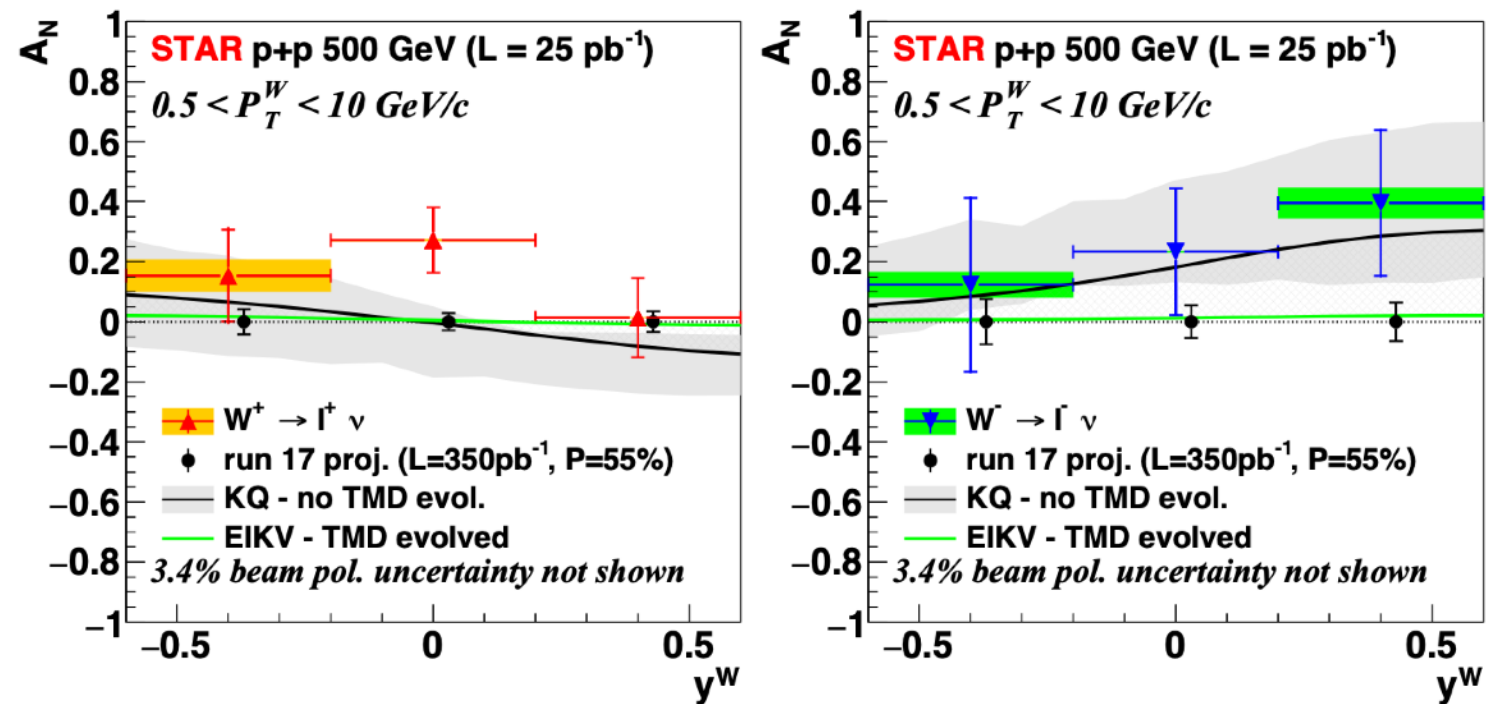 STAR p+p 500 GeV (L = 25 pb⁻¹)
0.5 < P_T^W < 10 GeV/c
A_N
1
0.8
0.6
0.4
0.2
0
−0.2
−0.4
−0.6
−0.8
−1
W⁺ → l⁺ ν
run 17 proj. (L=350pb⁻¹, P=55%)
KQ - no TMD evol.
EIKV - TMD evolved
3.4% beam pol. uncertainty not shown
−0.5 0 0.5
y^W
STAR p+p 500 GeV (L = 25 pb⁻¹)
0.5 < P_T^W < 10 GeV/c
A_N
1
0.8
0.6
0.4
0.2
0
−0.2
−0.4
−0.6
−0.8
−1
W⁻ → l⁻ ν
run 17 proj. (L=350pb⁻¹, P=55%)
KQ - no TMD evol.
EIKV - TMD evolved
3.4% beam pol. uncertainty not shown
−0.5 0 0.5
y^W